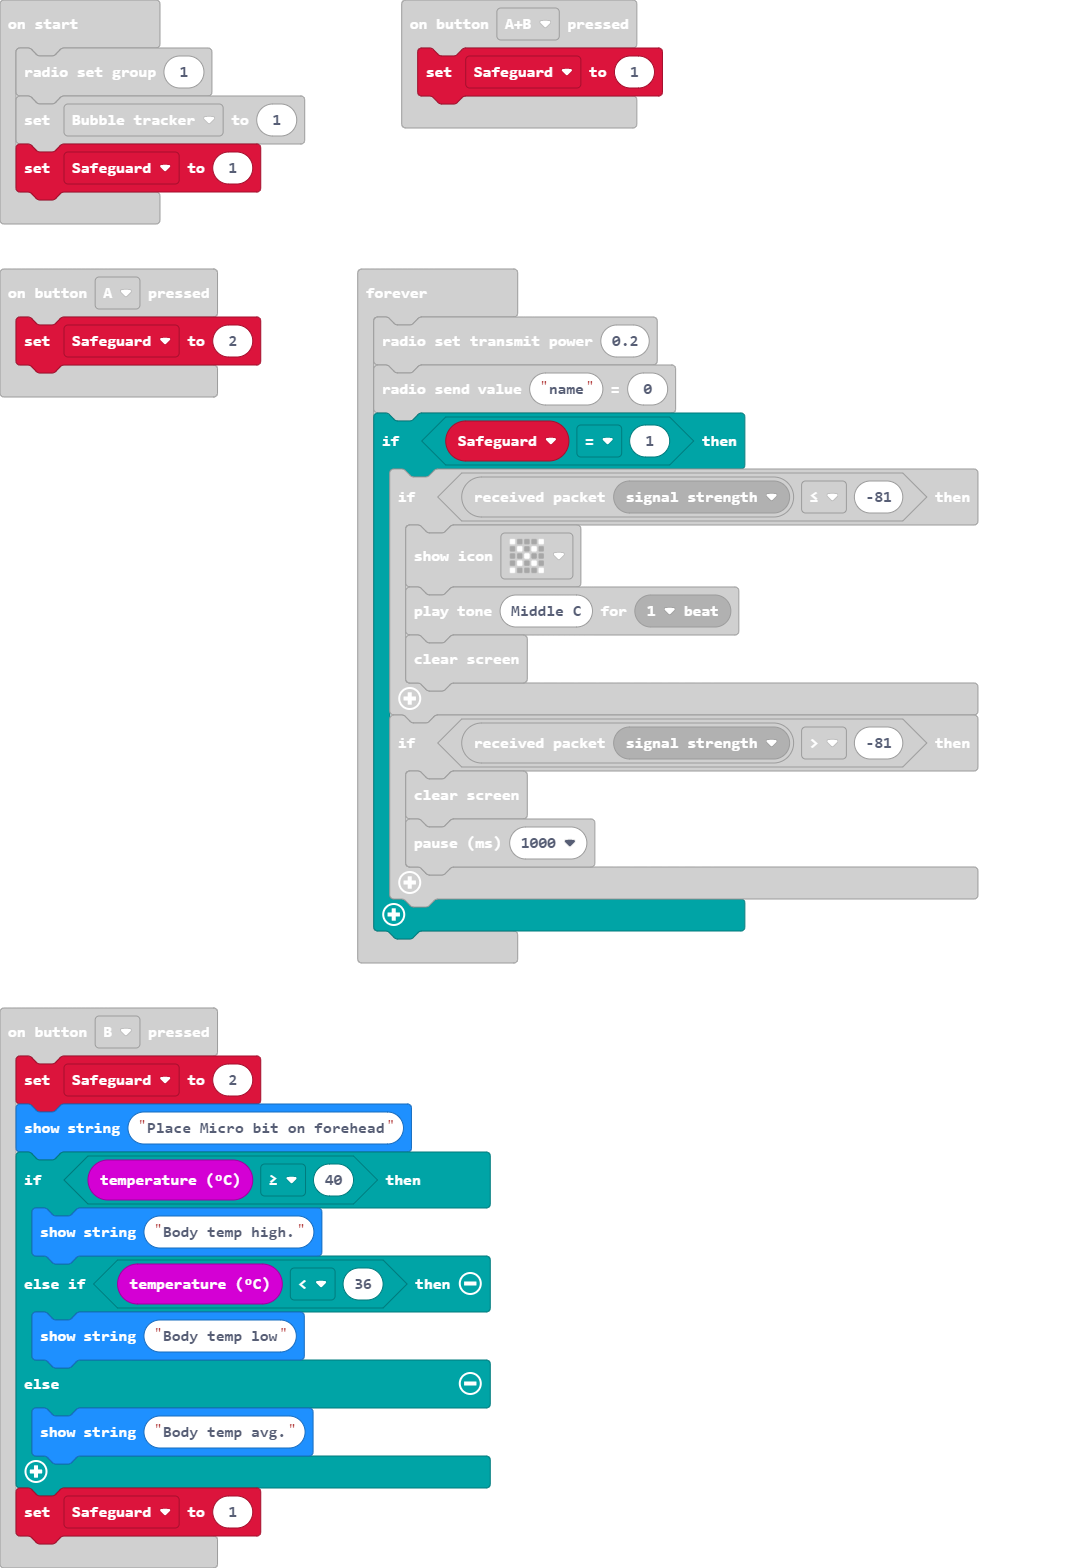 on start
radio set group 1
set Bubble tracker to 1
set Safeguard to 1
on button A+B pressed
set Safeguard to 1
on button A pressed
set Safeguard to 2
forever
radio set transmit power 0.2
radio send value "name" = 0
if Safeguard = 1 then
if received packet signal strength ≤ -81 then
show icon
play tone Middle C for 1 beat
clear screen
if received packet signal strength > -81 then
clear screen
pause (ms) 1000
on button B pressed
set Safeguard to 2
show string "Place Micro bit on forehead"
if temperature (°C) ≥ 40 then
show string "Body temp high."
else if temperature (°C) < 36 then
show string "Body temp low"
else
show string "Body temp avg."
set Safeguard to 1